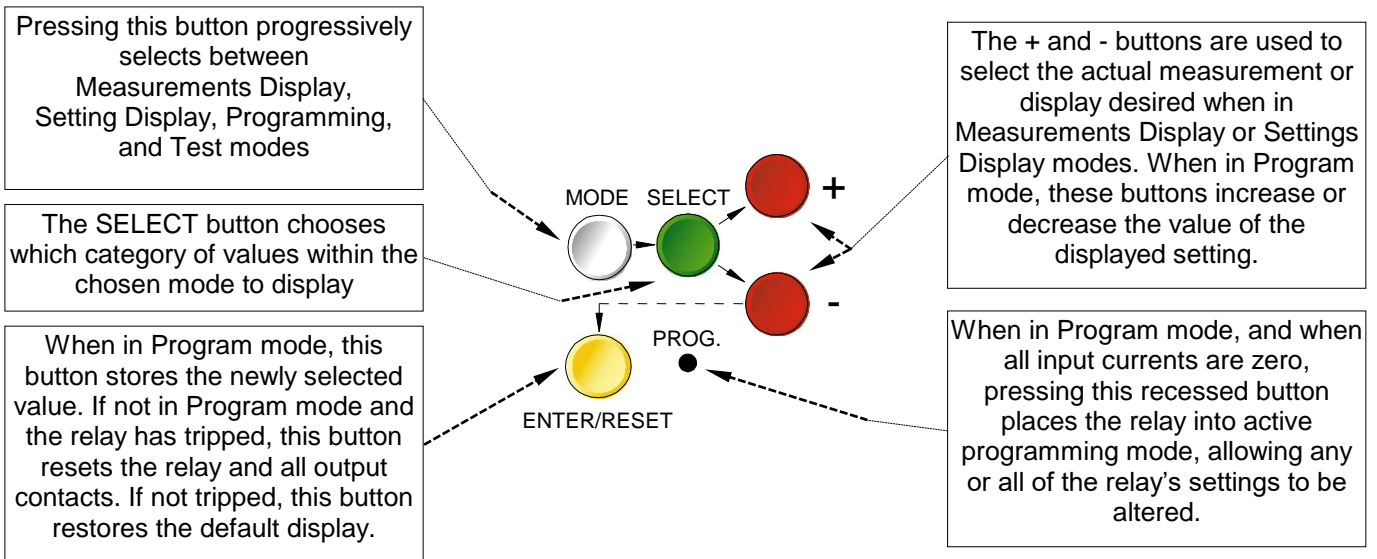 Pressing this button progressively
selects between
Measurements Display,
Setting Display, Programming,
and Test modes
The SELECT button chooses
which category of values within the
chosen mode to display
When in Program mode, this
button stores the newly selected
value. If not in Program mode and
the relay has tripped, this button
resets the relay and all output
contacts. If not tripped, this button
restores the default display.
MODE SELECT
+
-
PROG.
ENTER/RESET
The + and - buttons are used to
select the actual measurement or
display desired when in
Measurements Display or Settings
Display modes. When in Program
mode, these buttons increase or
decrease the value of the
displayed setting.
When in Program mode, and when
all input currents are zero,
pressing this recessed button
places the relay into active
programming mode, allowing any
or all of the relay's settings to be
altered.